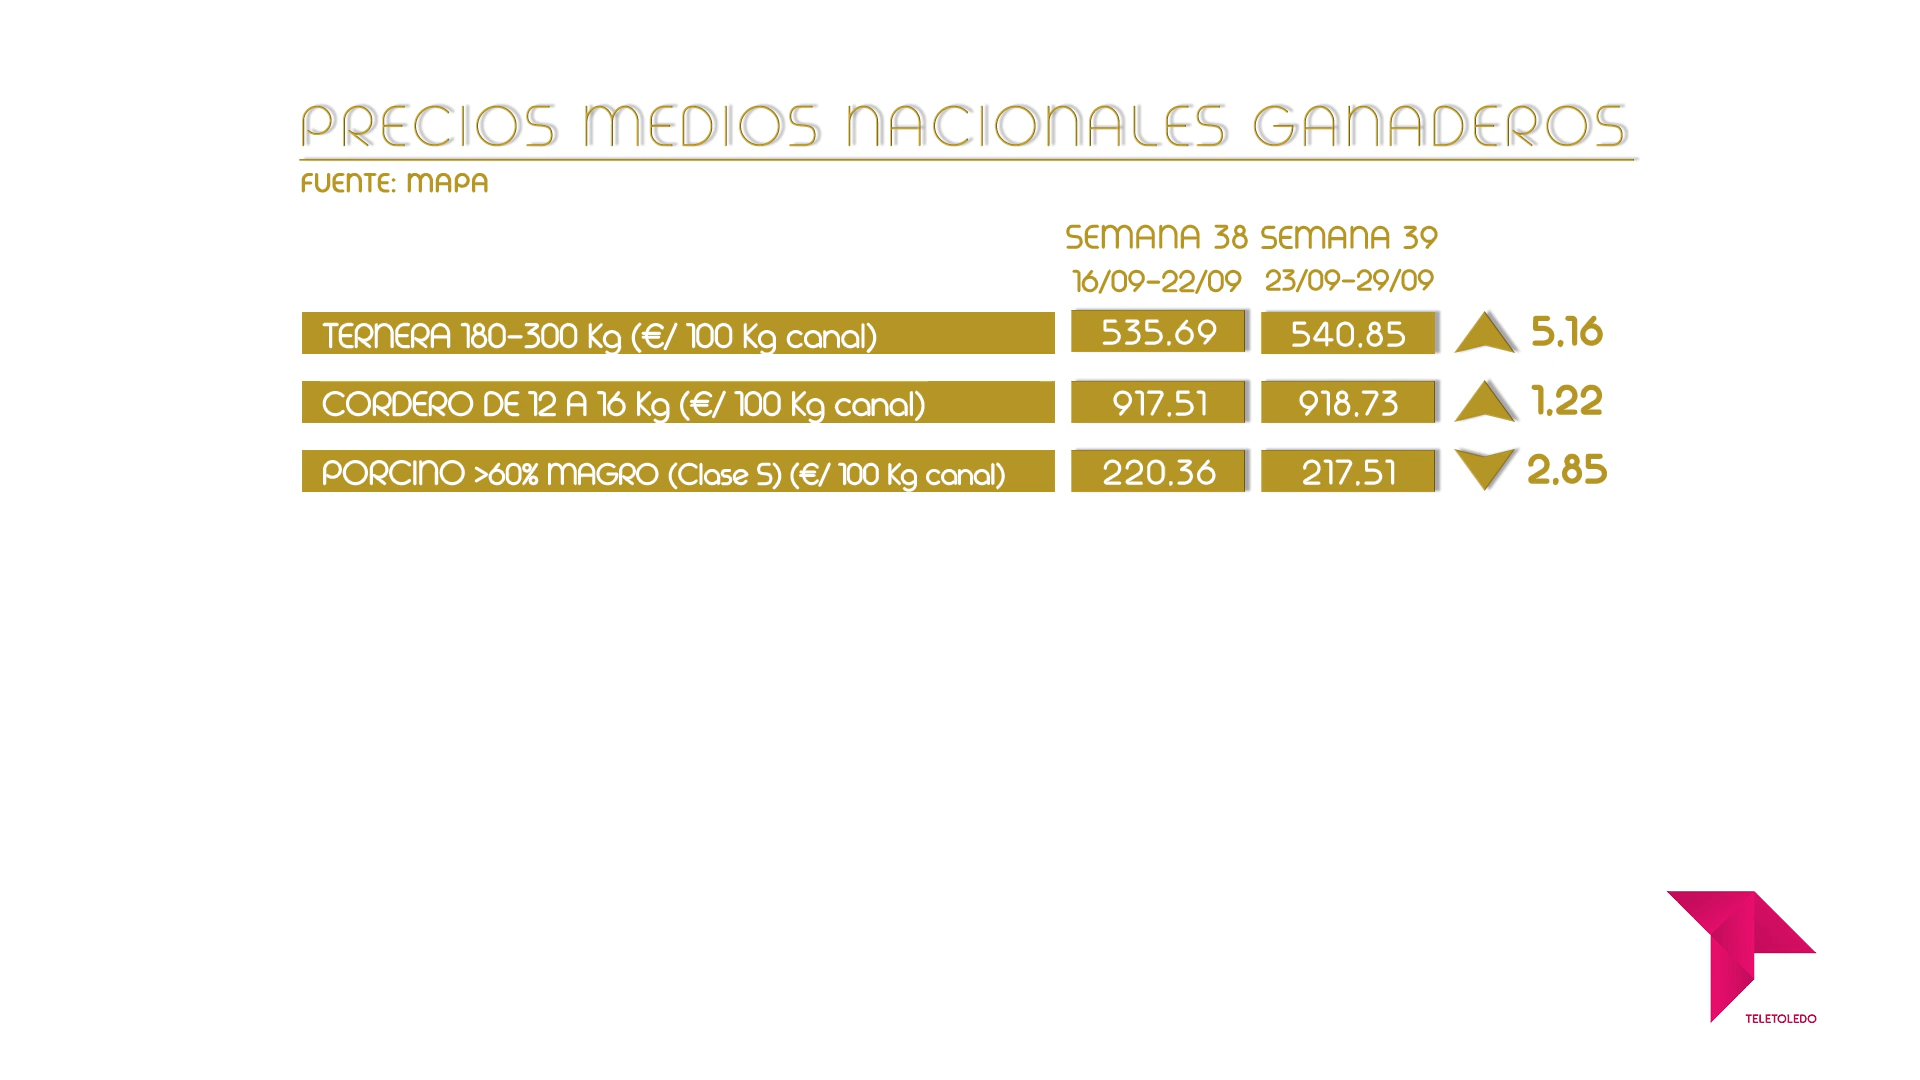 PRECIOS MEDIOS NACIONALES GANADEROS
FUENTE: MAPA
SEMANA 38 SEMANA 39
16/09-22/09 23/09-29/09
TERNERA 180-300 Kg (€/ 100 Kg canal) 535,69 540,85 5,16
CORDERO DE 12 A 16 Kg (€/ 100 Kg canal) 917,51 918,73 1,22
PORCINO >60% MAGRO (Clase S) (€/ 100 Kg canal) 220,36 217,51 2,85
TELETOLEDO